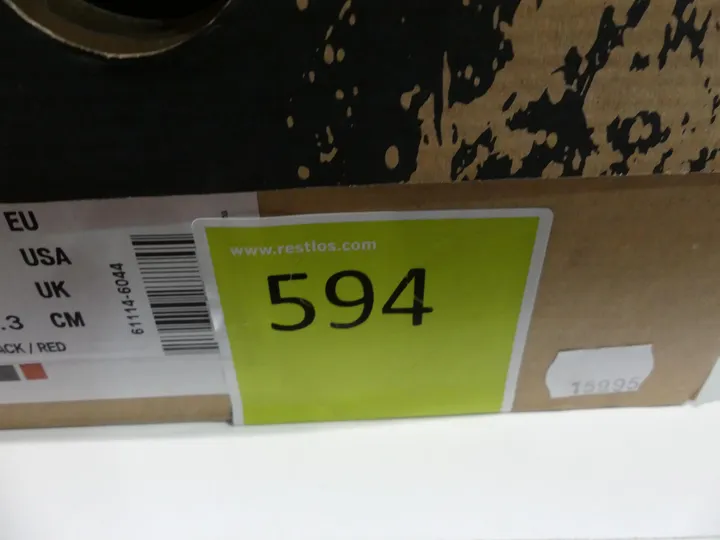 EU
USA
UK
.3 CM
ACK / RED
61114-6044
www.restlos.com
594
15995